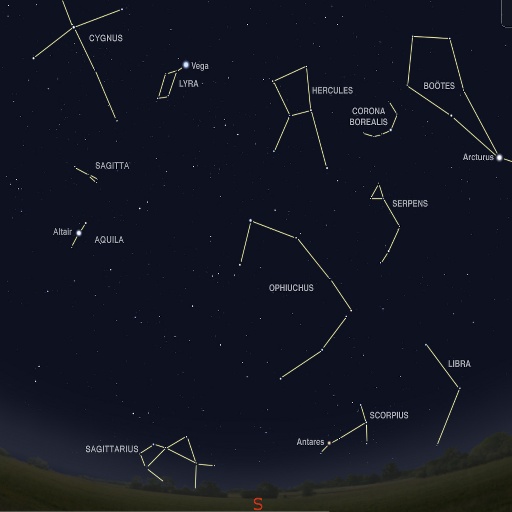 CYGNUS
Vega
LYRA
HERCULES
BOÖTES
CORONA
BOREALIS
Arcturus
SAGITTA
SERPENS
Altair
AQUILA
OPHIUCHUS
LIBRA
SCORPIUS
Antares
SAGITTARIUS
S